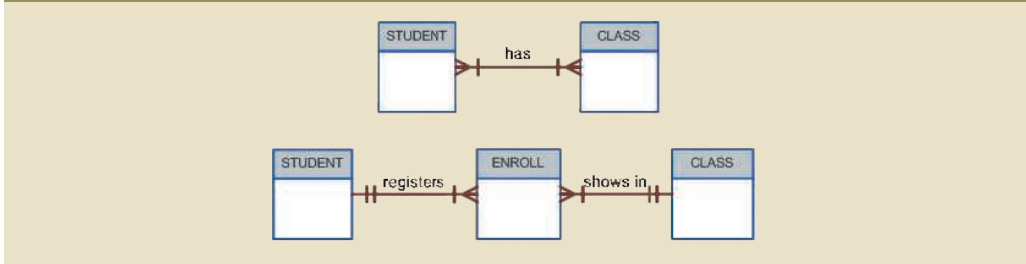 STUDENT
CLASS
has
STUDENT
ENROLL
CLASS
registers
shows in